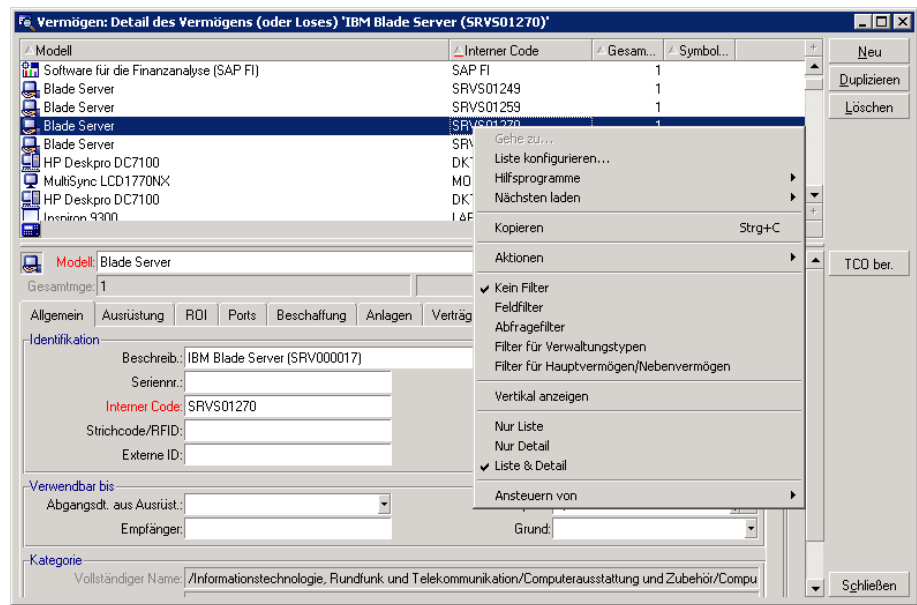 Vermögen: Detail des Vermögens (oder Loses) 'IBM Blade Server (SRVS01270)'
Modell Interner Code Gesam... Symbol...
Software für die Finanzanalyse (SAP FI) SAP FI 1
Blade Server SRVS01249 1
Blade Server SRVS01259 1
Blade Server SRVS01270 1
Blade Server
HP Deskpro DC7100
MultiSync LCD1770NX
HP Deskpro DC7100
Inspiron 9300
Neu
Duplizieren
Löschen
Gehe zu...
Liste konfigurieren...
Hilfsprogramme
Nächsten laden
Kopieren Strg+C
Aktionen
Kein Filter
Feldfilter
Abfragefilter
Filter für Verwaltungstypen
Filter für Hauptvermögen/Nebenvermögen
Vertikal anzeigen
Nur Liste
Nur Detail
Liste & Detail
Ansteuern von
Modell: Blade Server
Gesamtmge: 1
TCO ber.
Allgemein Ausrüstung ROI Ports Beschaffung Anlagen Verträg
Identifikation
Beschreib.: IBM Blade Server (SRV000017)
Seriennr.:
Interner Code: SRVS01270
Strichcode/RFID:
Externe ID:
Verwendbar bis
Abgangsdt. aus Ausrüst.:
Empfänger:
Grund:
Kategorie
Vollständiger Name: /Informationstechnologie, Rundfunk und Telekommunikation/Computerausstattung und Zubehör/Compu
Schließen